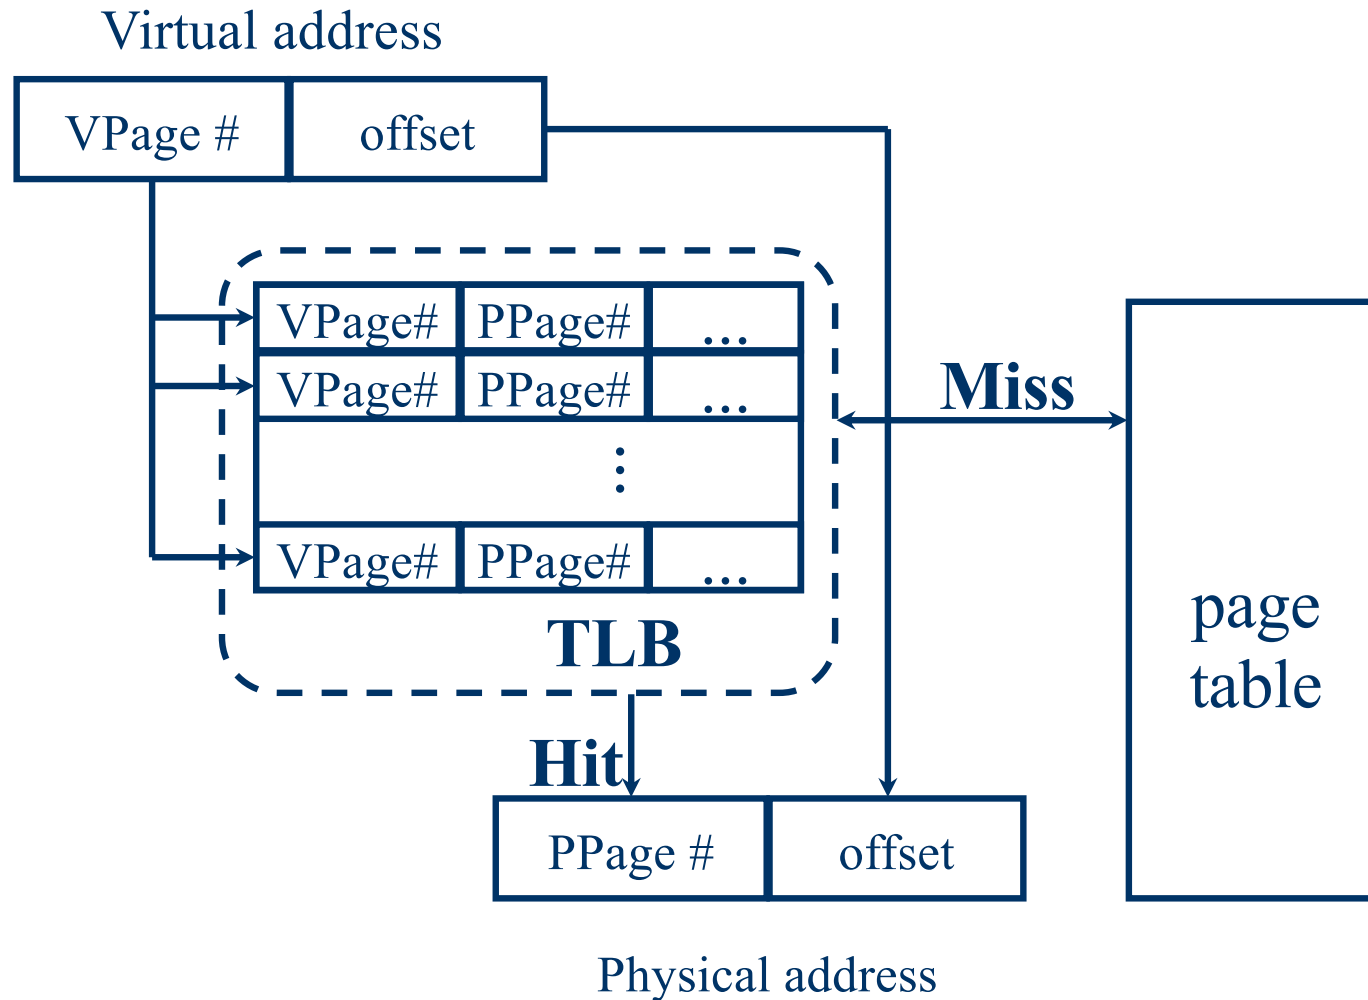 Virtual address
VPage # offset
VPage# PPage# ...
VPage# PPage# ...
Miss
⋮
VPage# PPage# ...
page
table
TLB
Hit
PPage # offset
Physical address